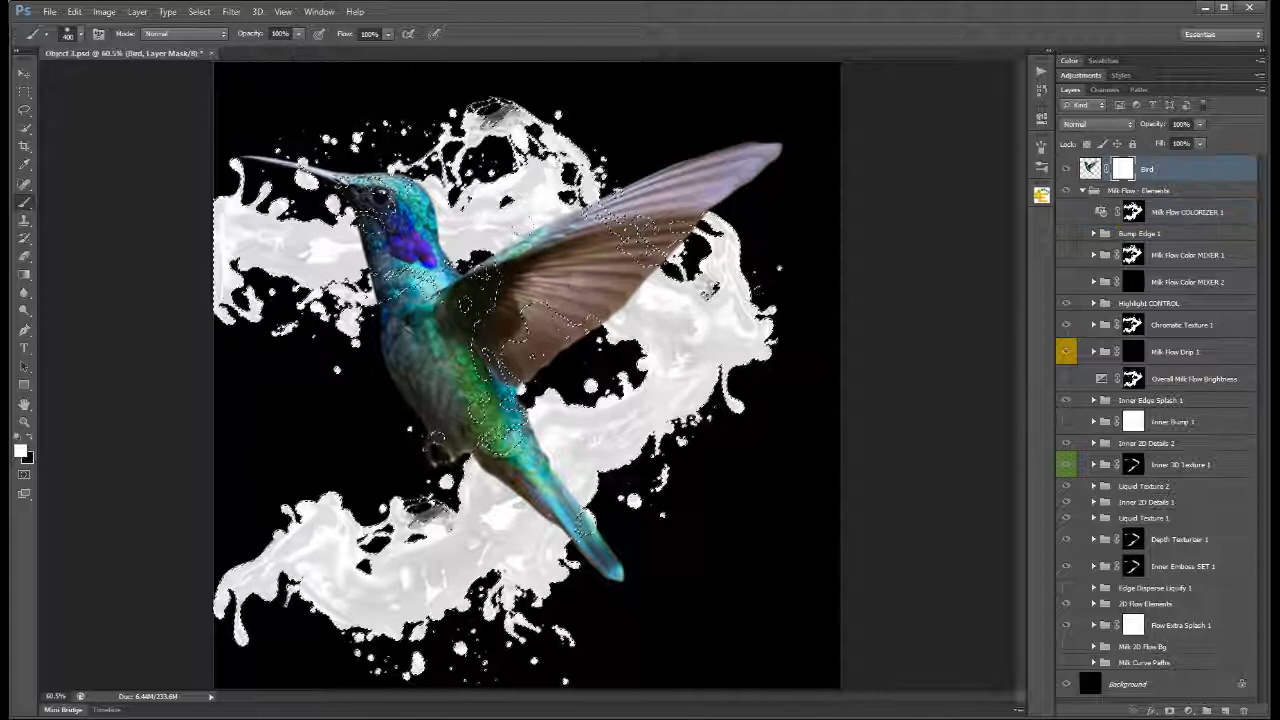 Ps File Edit Image Layer Type Select Filter 3D View Window Help
400 Mode: Normal Opacity: 100% Flow: 100% Essentials
Object 3.psd @ 60.5% (Bird, Layer Mask/8) * ×
Color Swatches
Adjustments Styles
Layers Channels Paths
Kind
Normal Opacity: 100%
Lock: Fill: 100%
Bird
Milk Flow - Elements
Milk Flow COLORIZER 1
Bump Edge 1
Milk Flow Color MIXER 1
Milk Flow Color MIXER 2
Highlight CONTROL
Chromatic Texture 1
Milk Flow Drip 1
Overall Milk Flow Brightness
Inner Edge Splash 1
Inner Bump 1
Inner 2D Details 2
Inner 3D Texture 1
Liquid Texture 2
Inner 2D Details 1
Liquid Texture 1
Depth Texturizer 1
Inner Emboss SET 1
Edge Disperse Liquify 1
2D Flow Elements
Flow Extra Splash 1
Milk 2D Flow Bg
Milk Curve Paths
Background
60.5% Doc: 6.44M/233.6M
Mini Bridge Timeline